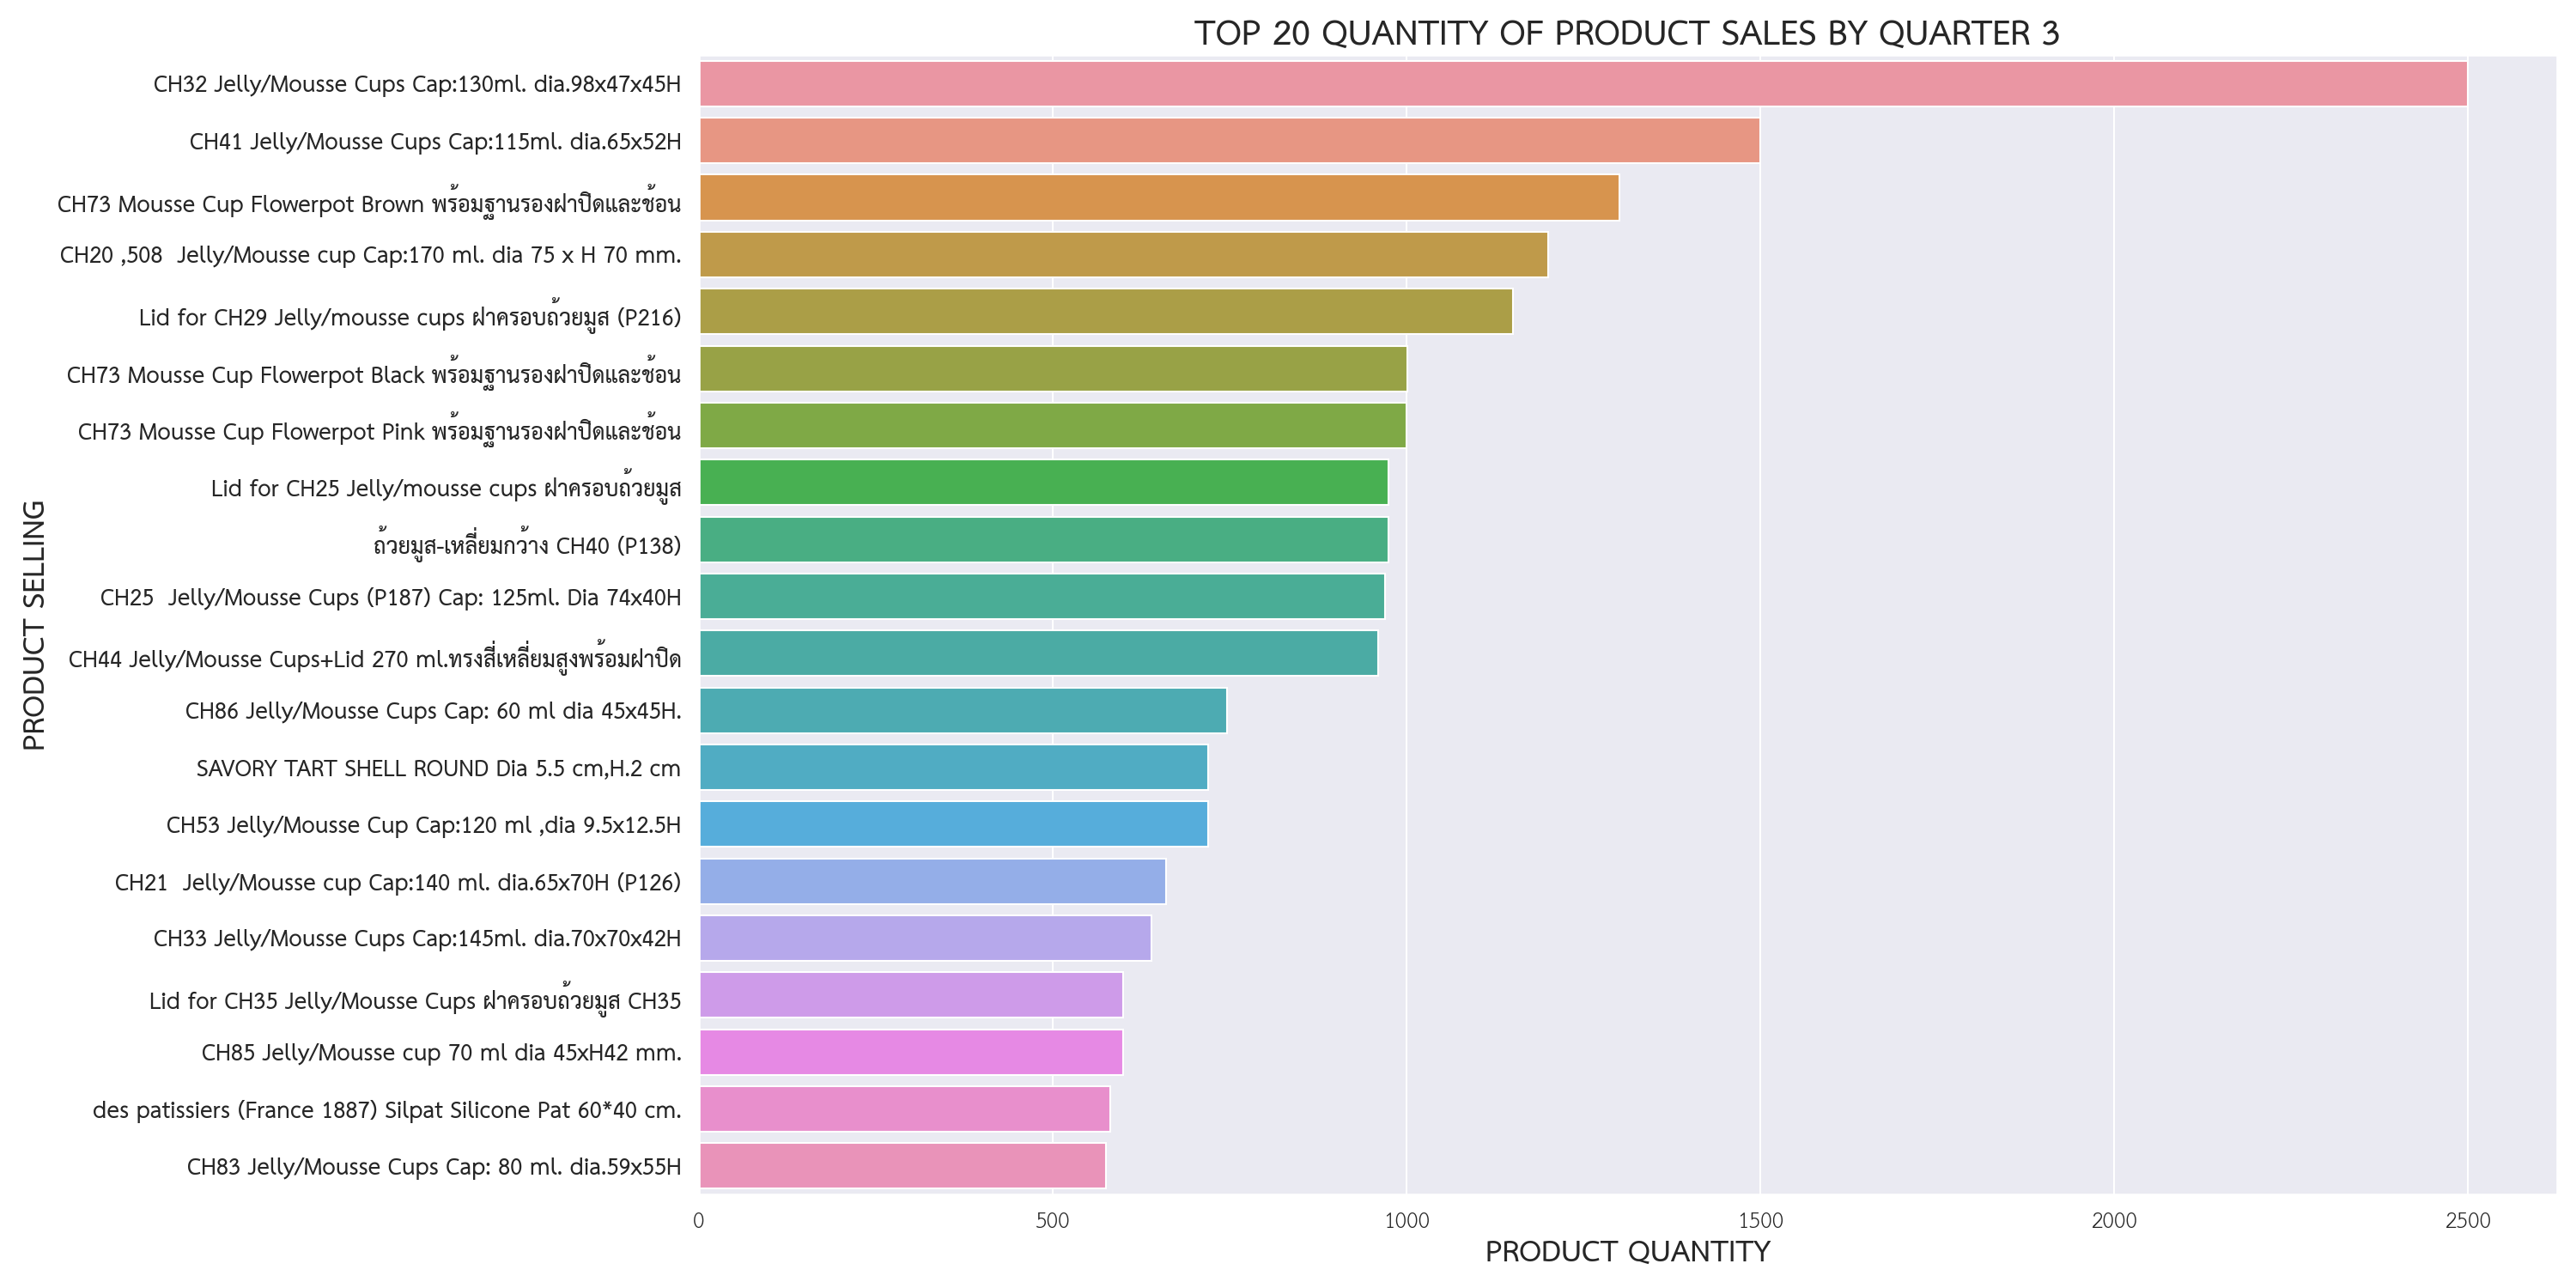 TOP 20 QUANTITY OF PRODUCT SALES BY QUARTER 3
PRODUCT SELLING
CH32 Jelly/Mousse Cups Cap:130ml. dia.98x47x45H
CH41 Jelly/Mousse Cups Cap:115ml. dia.65x52H
CH73 Mousse Cup Flowerpot Brown พร้อมฐานรองฝาปิดและช้อน
CH20 ,508  Jelly/Mousse cup Cap:170 ml. dia 75 x H 70 mm.
Lid for CH29 Jelly/mousse cups ฝาครอบถ้วยมูส (P216)
CH73 Mousse Cup Flowerpot Black พร้อมฐานรองฝาปิดและช้อน
CH73 Mousse Cup Flowerpot Pink พร้อมฐานรองฝาปิดและช้อน
Lid for CH25 Jelly/mousse cups ฝาครอบถ้วยมูส
ถ้วยมูส-เหลี่ยมกว้าง CH40 (P138)
CH25  Jelly/Mousse Cups (P187) Cap: 125ml. Dia 74x40H
CH44 Jelly/Mousse Cups+Lid 270 ml.ทรงสี่เหลี่ยมสูงพร้อมฝาปิด
CH86 Jelly/Mousse Cups Cap: 60 ml dia 45x45H.
SAVORY TART SHELL ROUND Dia 5.5 cm,H.2 cm
CH53 Jelly/Mousse Cup Cap:120 ml ,dia 9.5x12.5H
CH21  Jelly/Mousse cup Cap:140 ml. dia.65x70H (P126)
CH33 Jelly/Mousse Cups Cap:145ml. dia.70x70x42H
Lid for CH35 Jelly/Mousse Cups ฝาครอบถ้วยมูส CH35
CH85 Jelly/Mousse cup 70 ml dia 45xH42 mm.
des patissiers (France 1887) Silpat Silicone Pat 60*40 cm.
CH83 Jelly/Mousse Cups Cap: 80 ml. dia.59x55H
0 500 1000 1500 2000 2500
PRODUCT QUANTITY